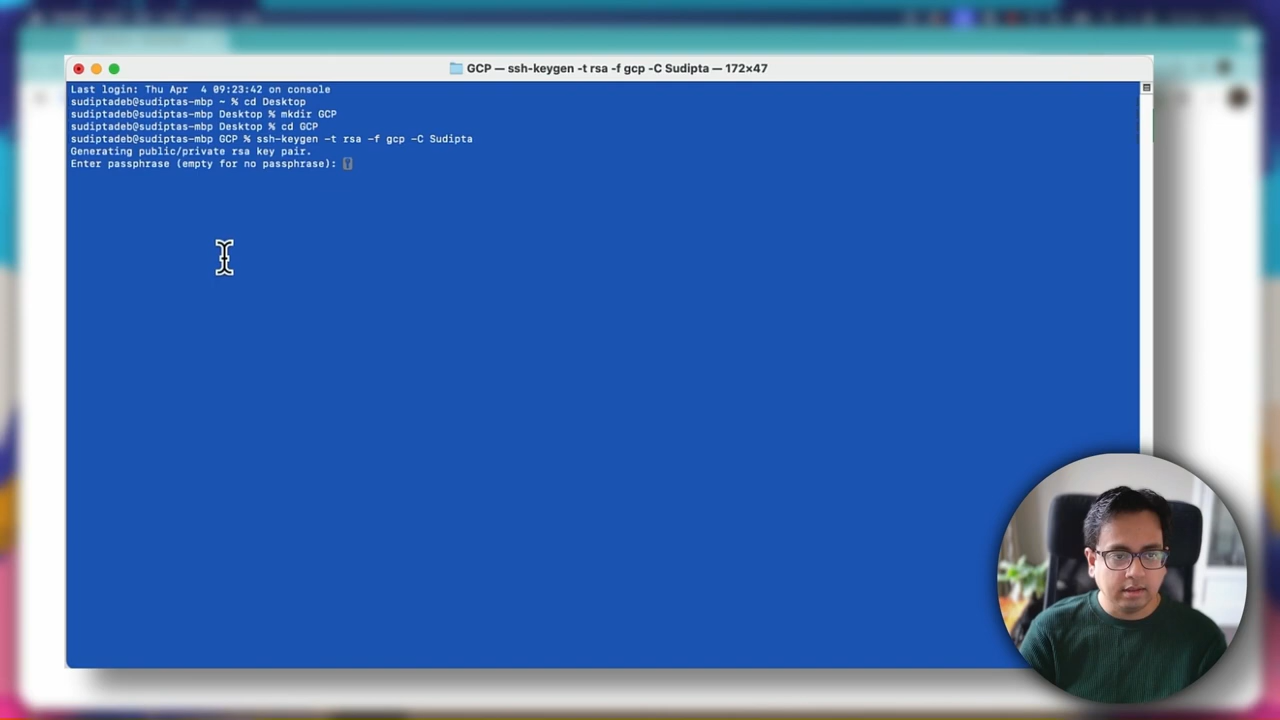 GCP — ssh-keygen -t rsa -f gcp -C Sudipta — 172×47
Last login: Thu Apr  4 09:23:42 on console
sudiptadeb@sudiptas-mbp ~ % cd Desktop
sudiptadeb@sudiptas-mbp Desktop % mkdir GCP
sudiptadeb@sudiptas-mbp Desktop % cd GCP
sudiptadeb@sudiptas-mbp GCP % ssh-keygen -t rsa -f gcp -C Sudipta
Generating public/private rsa key pair.
Enter passphrase (empty for no passphrase):